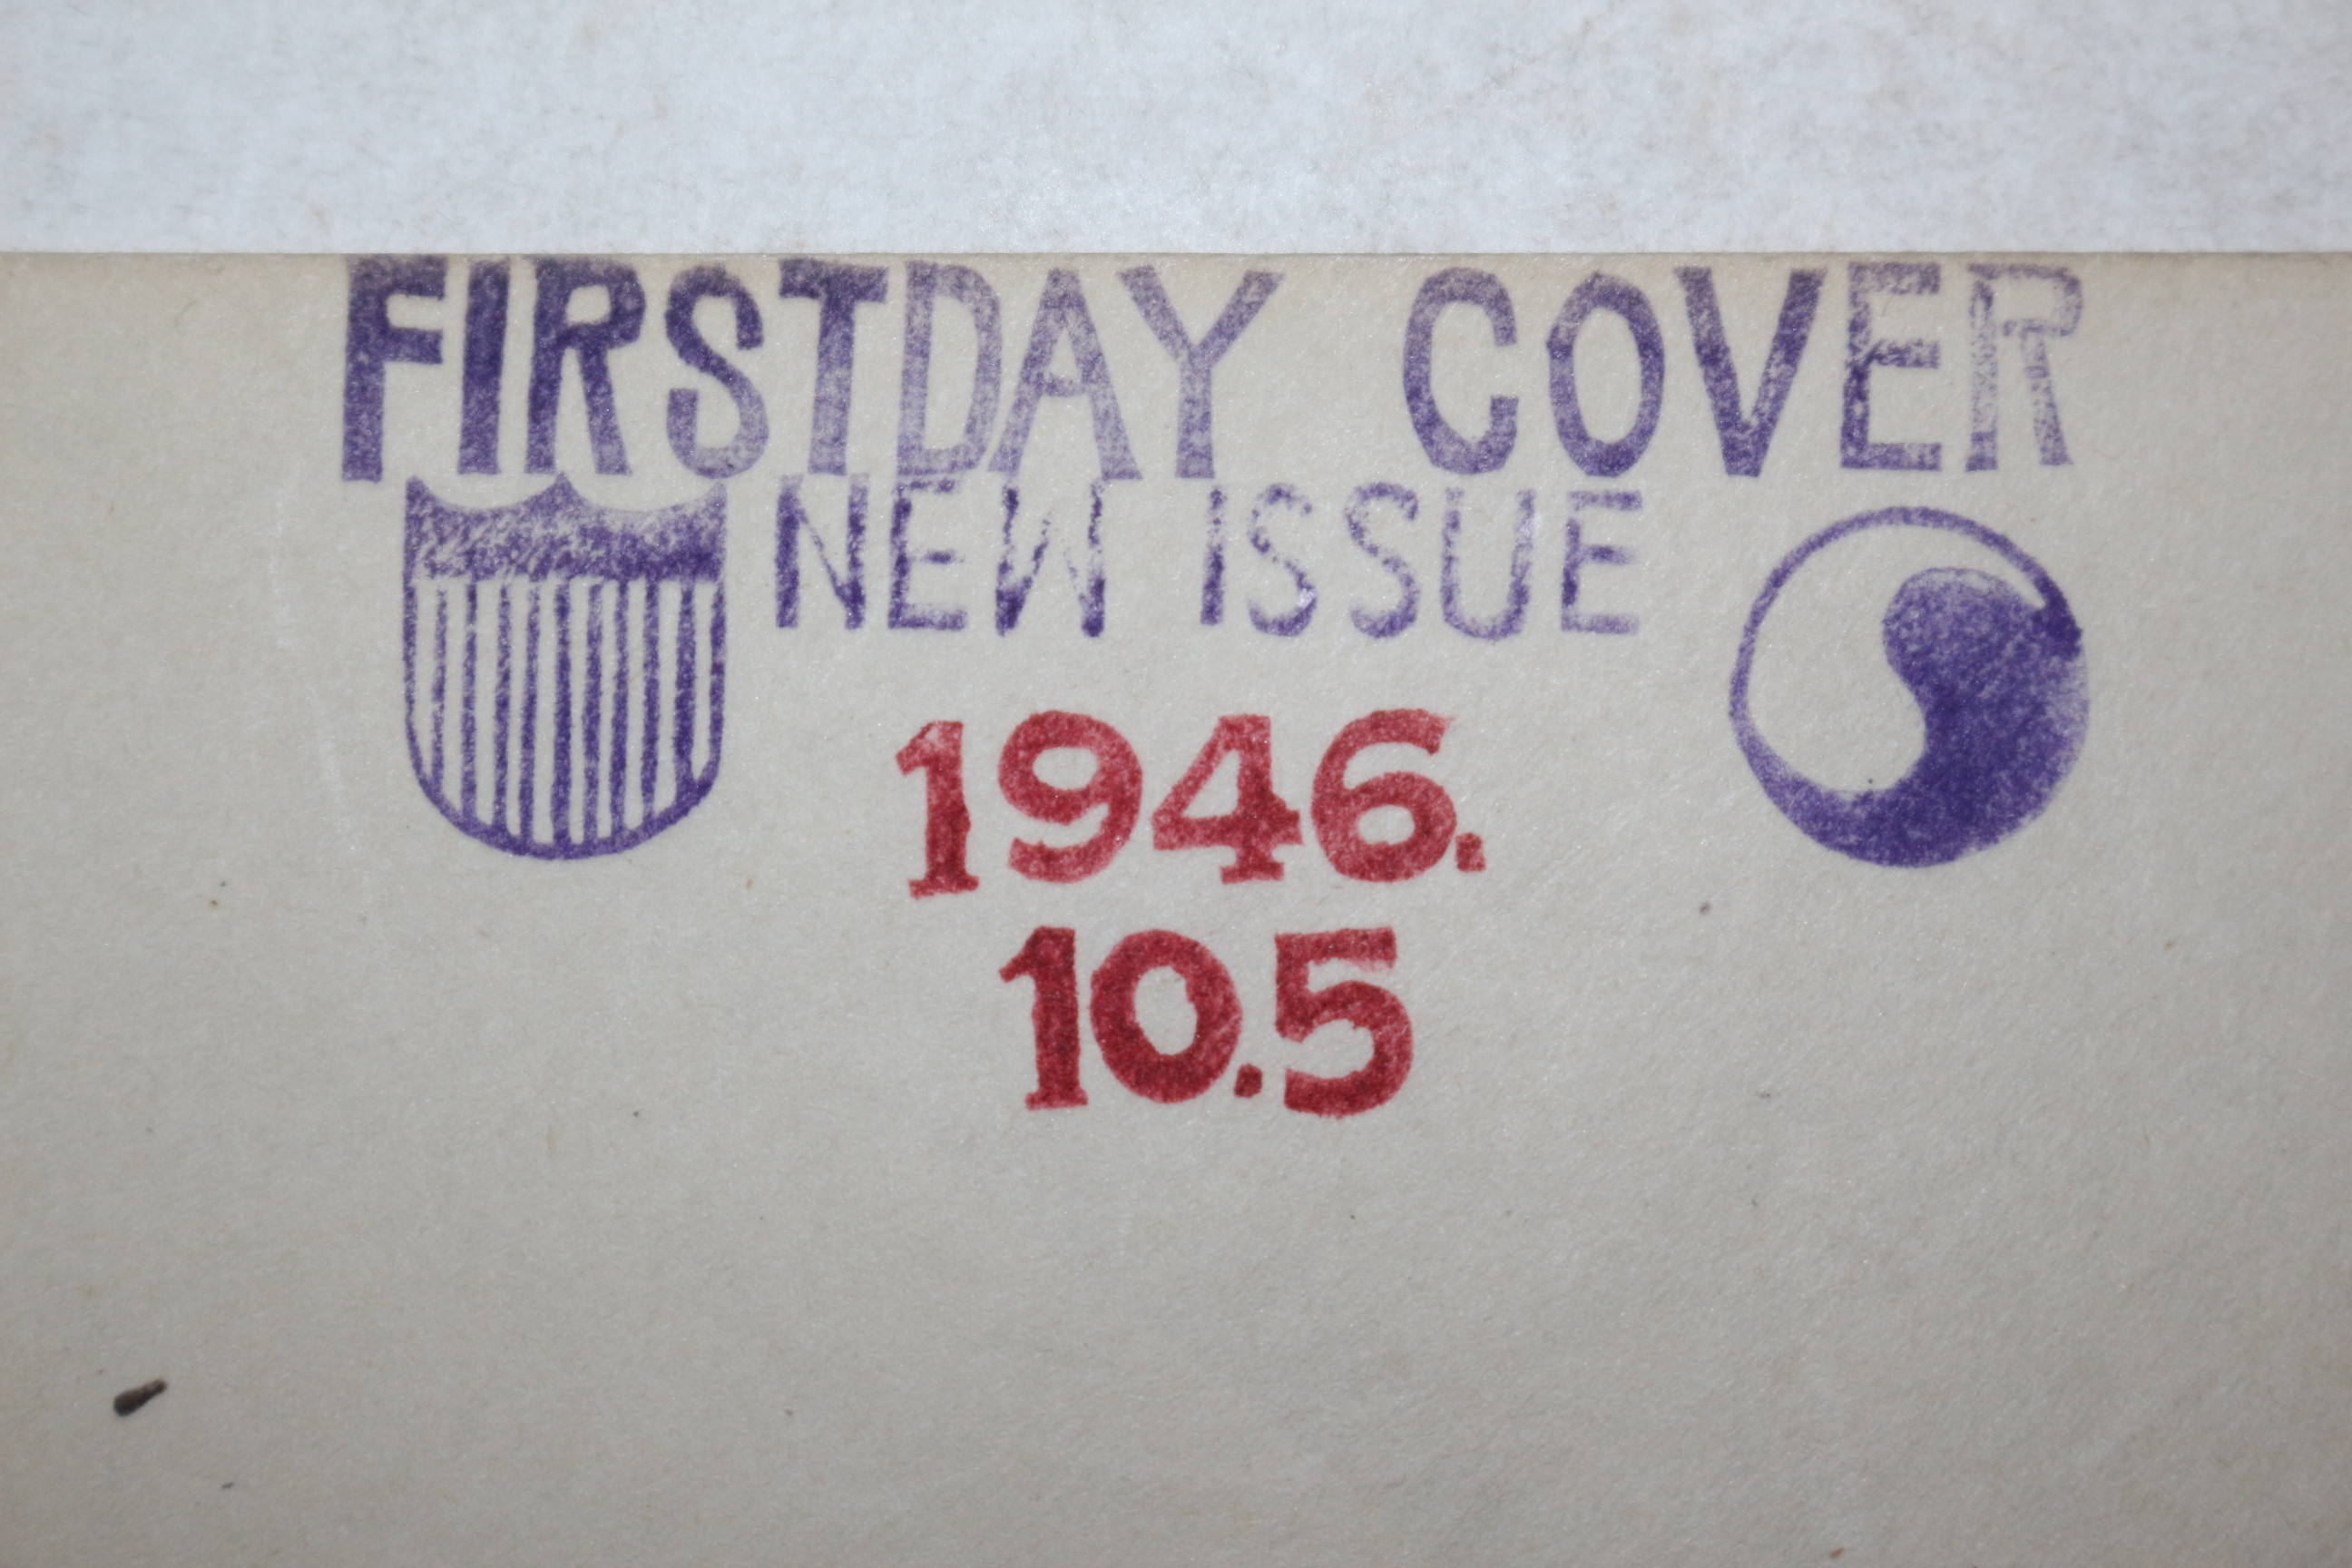 FIRSTDAY COVER
NEW ISSUE
1946.
10.5